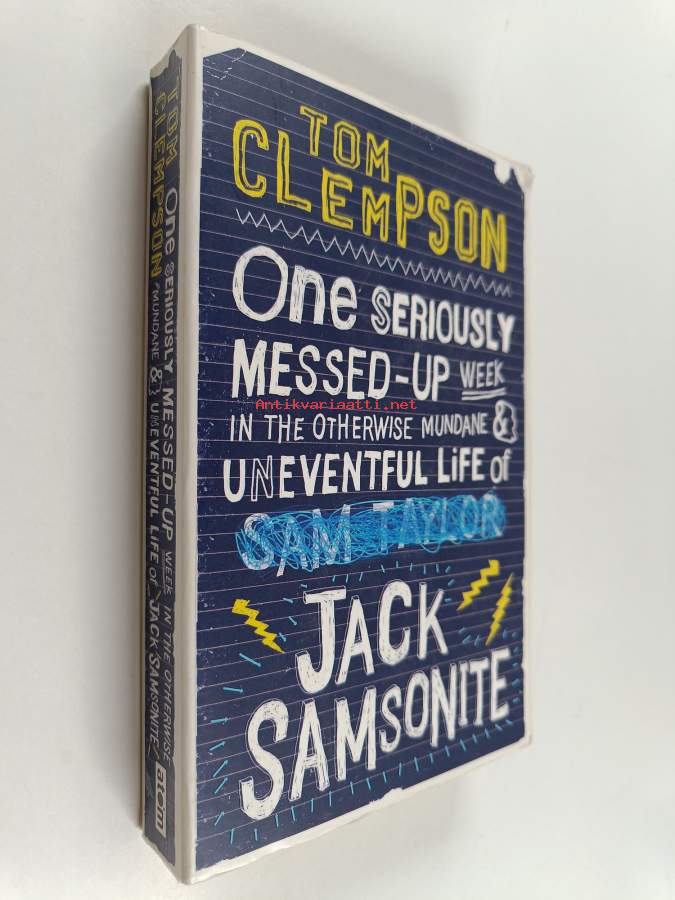 TOM
CLEMPSON
One SERIOUSLY
MESSED-UP WEEK
IN THE OTHERWISE MUNDANE &
UNEVENTFUL LiFE of
SAM TAYLOR
JACK
SAMSONITE
Antikvariaatti.net
TOM One SERIOUSLY MESSED-UP WEEK IN THE OTHERWISE
CLEMPSON MUNDANE & UNEVENTFUL LiFE of JACK SAMSONITE
atom